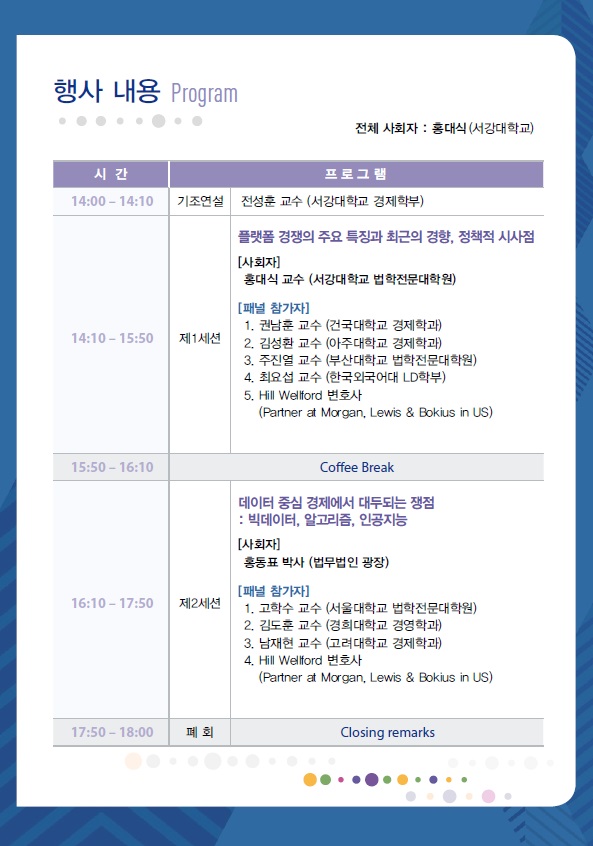 행사 내용 Program
전체 사회자 : 홍대식(서강대학교)
시 간 프로그램
14:00 – 14:10 기조연설 전성훈 교수 (서강대학교 경제학부)
플랫폼 경쟁의 주요 특징과 최근의 경향, 정책적 시사점
[사회자]
홍대식 교수 (서강대학교 법학전문대학원)
[패널 참가자]
1. 권남훈 교수 (건국대학교 경제학과)
2. 김성환 교수 (아주대학교 경제학과)
14:10 – 15:50 제1세션
3. 주진열 교수 (부산대학교 법학전문대학원)
4. 최요섭 교수 (한국외국어대 LD학부)
5. Hill Wellford 변호사
(Partner at Morgan, Lewis & Bokius in US)
15:50 – 16:10 Coffee Break
데이터 중심 경제에서 대두되는 쟁점
: 빅데이터, 알고리즘, 인공지능
[사회자]
홍동표 박사 (법무법인 광장)
[패널 참가자]
16:10 – 17:50 제2세션
1. 고학수 교수 (서울대학교 법학전문대학원)
2. 김도훈 교수 (경희대학교 경영학과)
3. 남재현 교수 (고려대학교 경제학과)
4. Hill Wellford 변호사
(Partner at Morgan, Lewis & Bokius in US)
17:50 – 18:00 폐 회 Closing remarks